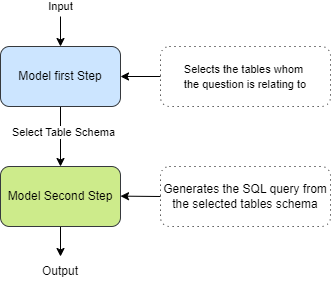 Input
Model first Step
Selects the tables whom
the question is relating to
Select Table Schema
Model Second Step
Generates the SQL query from
the selected tables schema
Output